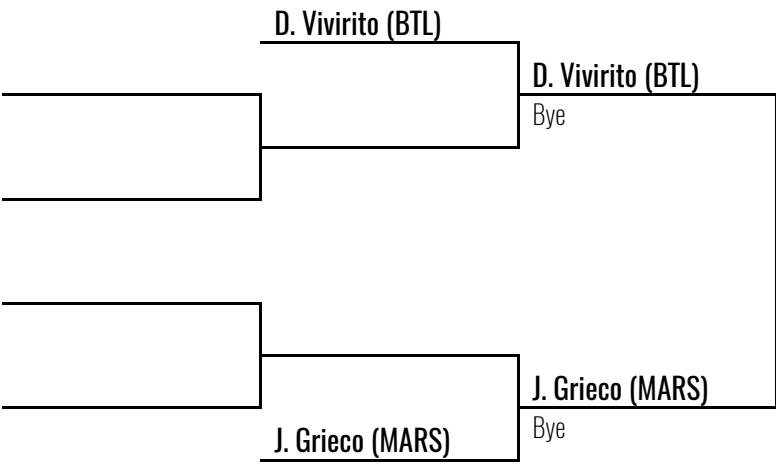 D. Vivirito (BTL)
D. Vivirito (BTL)
Bye
J. Grieco (MARS)
Bye
J. Grieco (MARS)